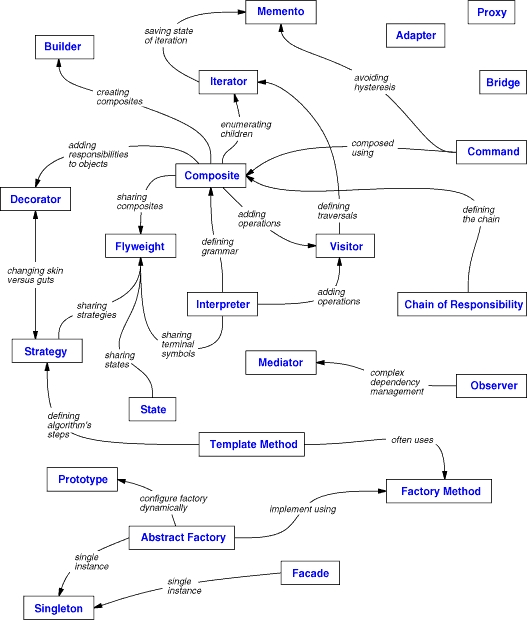 Memento
Proxy
saving state
of iteration
Adapter
Builder
Iterator
avoiding
hysteresis
Bridge
creating
composites
enumerating
children
adding
responsibilities
to objects
composed
using
Command
Composite
Decorator
sharing
composites
adding
operations
defining
traversals
defining
the chain
Flyweight
defining
grammar
Visitor
changing skin
versus guts
Interpreter
adding
operations
Chain of Responsibility
sharing
strategies
sharing
terminal
symbols
Strategy
sharing
states
Mediator
complex
dependency
management
Observer
State
defining
algorithm's
steps
Template Method
often uses
Prototype
configure factory
dynamically
Factory Method
implement using
Abstract Factory
single
instance
Facade
single
instance
Singleton